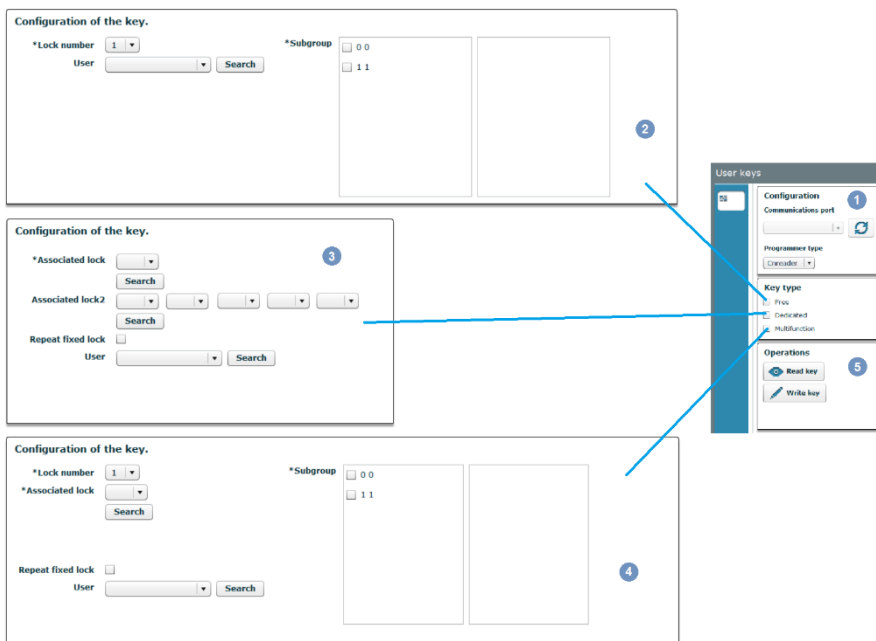 Configuration of the key.
*Lock number 1
*Subgroup
0 0
1 1
User
Search
2
Configuration of the key.
3
*Associated lock
Search
Associated lock2
Search
Repeat fixed lock
User
Search
Configuration of the key.
*Lock number 1
*Subgroup
0 0
1 1
*Associated lock
Search
Repeat fixed lock
User
Search
4
User keys
Configuration
1
Communications port
Programmer type
Cnreader
Key type
Free
Dedicated
Multifunction
Operations
5
Read key
Write key